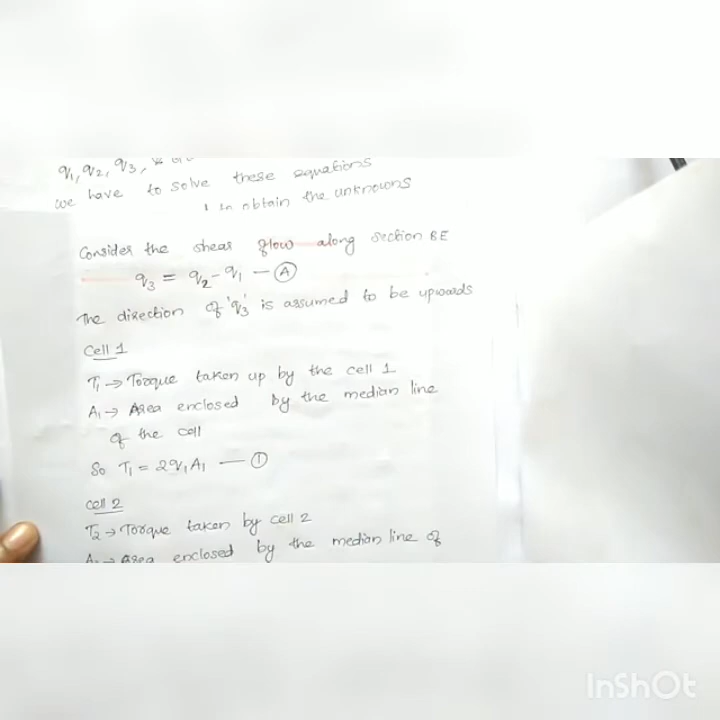 q1, q2, q3,
we have to solve these equations
to obtain the unknowns
Consider the shear flow along section BE
q3 = q2 - q1 — (A)
The direction of 'q3' is assumed to be upwards
Cell 1
T1 → Torque taken up by the cell 1
A1 → Area enclosed by the median line
of the cell
So T1 = 2q1A1 — (1)
Cell 2
T2 → Torque taken by cell 2
Area enclosed by the median line of
InShOt